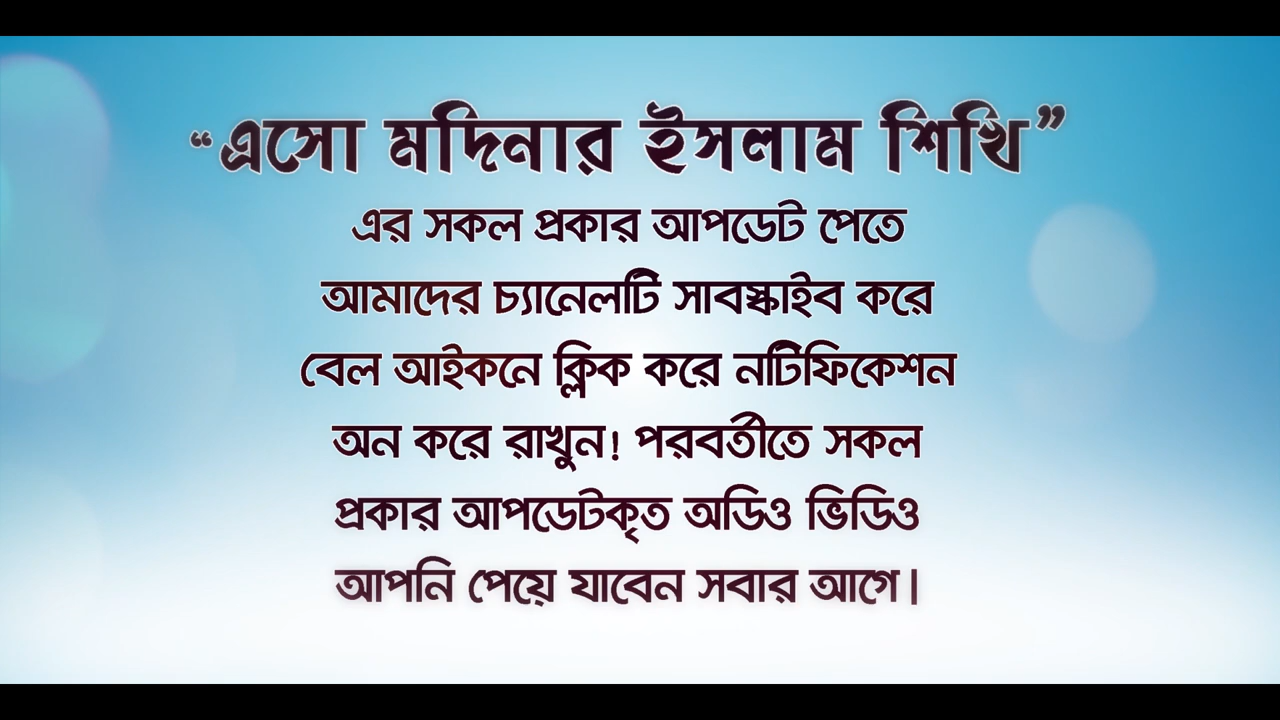 “এসো মদিনার ইসলাম শিখি”
এর সকল প্রকার আপডেট পেতে
আমাদের চ্যানেলটি সাবস্ক্রাইব করে
বেল আইকনে ক্লিক করে নটিফিকেশন
অন করে রাখুন! পরবর্তীতে সকল
প্রকার আপডেটকৃত অডিও ভিডিও
আপনি পেয়ে যাবেন সবার আগে।